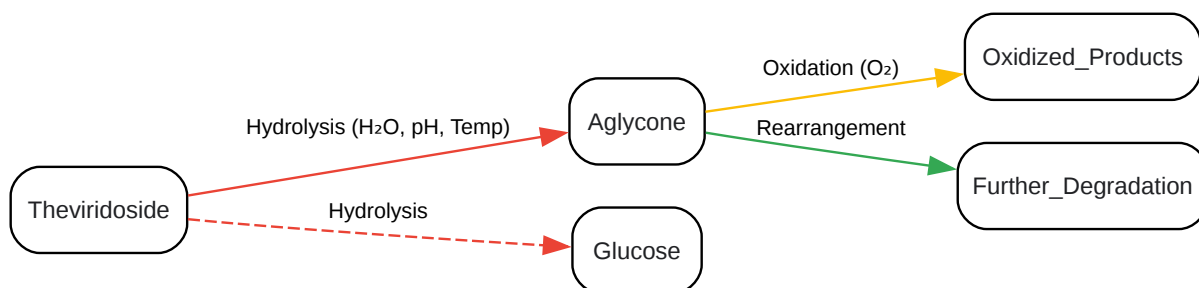 Oxidized_Products
Oxidation (O₂)
Aglycone
Hydrolysis (H₂O, pH, Temp)
Rearrangement
Further_Degradation
Theviridoside
Hydrolysis
Glucose